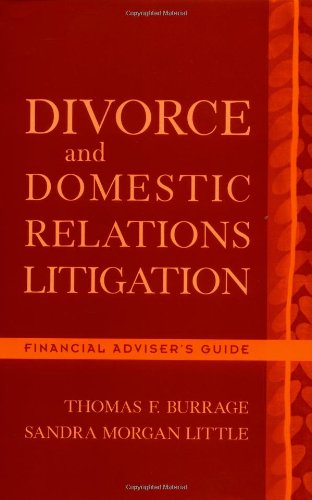 DIVORCE
and
DOMESTIC
RELATIONS
LITIGATION
FINANCIAL ADVISER'S GUIDE
THOMAS F. BURRAGE
SANDRA MORGAN LITTLE